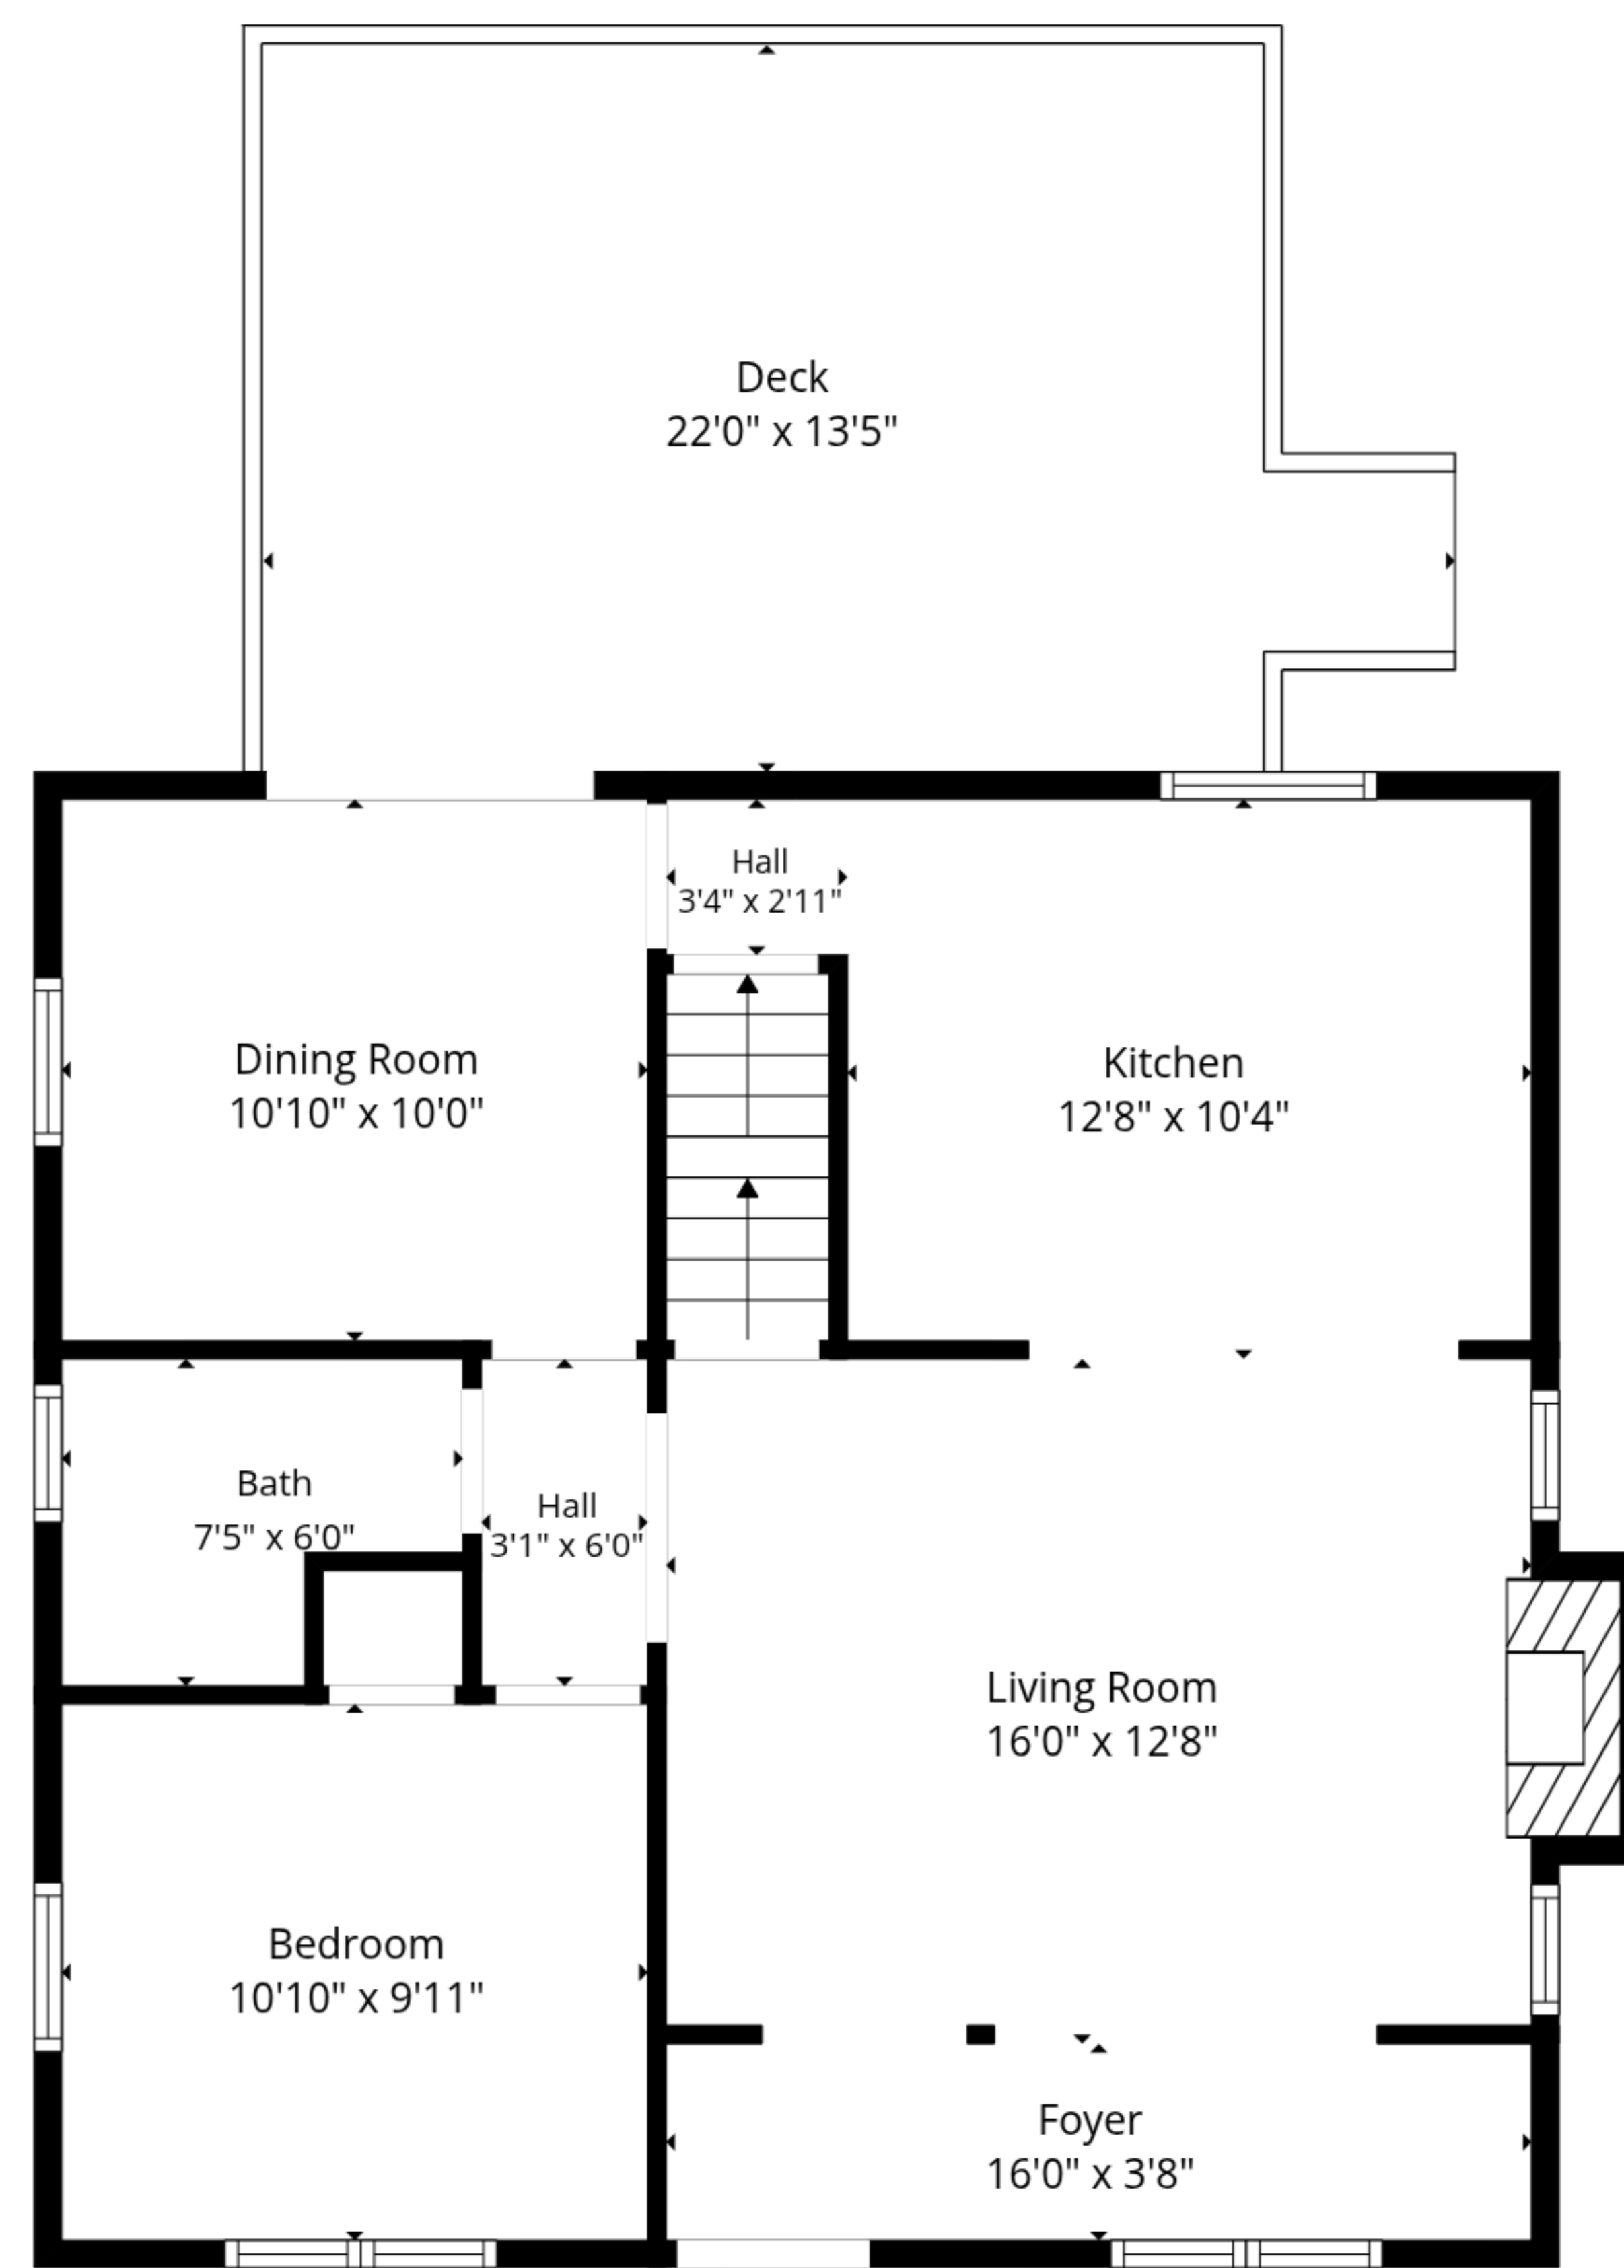 Deck
22'0" x 13'5"
Hall
3'4" x 2'11"
Dining Room
10'10" x 10'0"
Kitchen
12'8" x 10'4"
Bath
7'5" x 6'0"
Hall
3'1" x 6'0"
Living Room
16'0" x 12'8"
Bedroom
10'10" x 9'11"
Foyer
16'0" x 3'8"